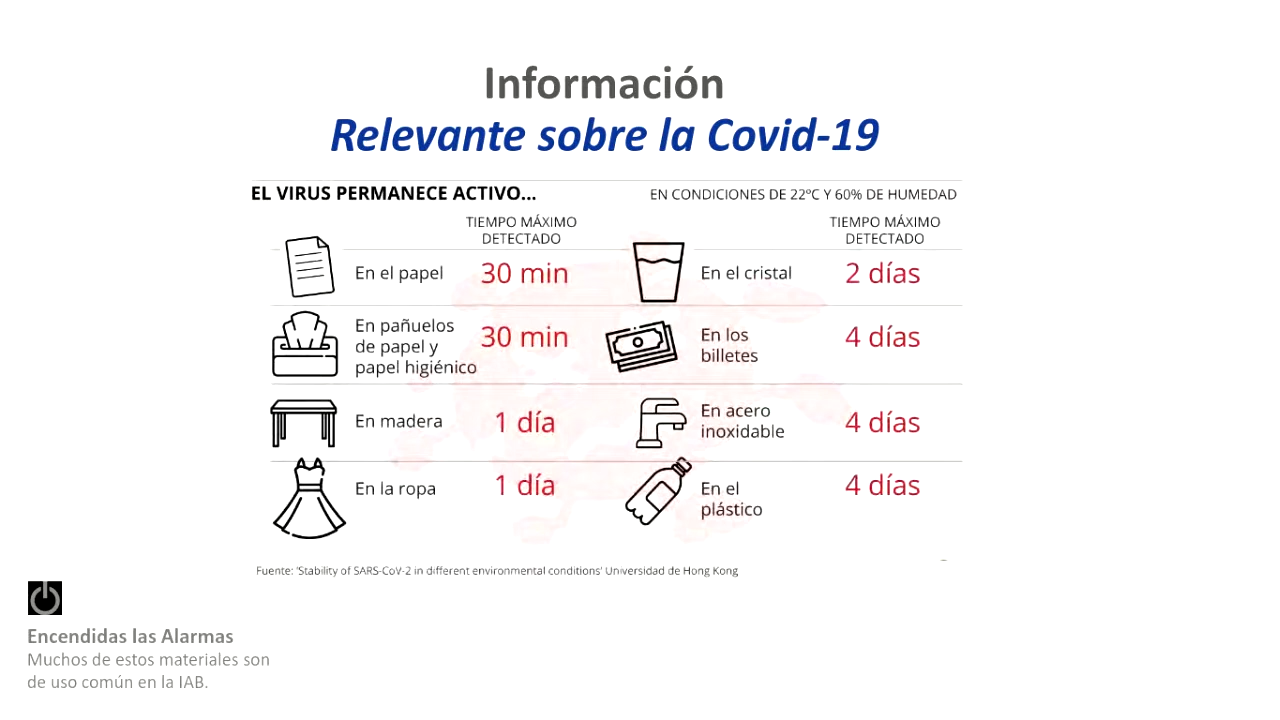 Información
Relevante sobre la Covid-19
EL VIRUS PERMANECE ACTIVO...
EN CONDICIONES DE 22ºC Y 60% DE HUMEDAD
TIEMPO MÁXIMO
DETECTADO
TIEMPO MÁXIMO
DETECTADO
En el papel
30 min
En el cristal
2 días
En pañuelos
de papel y
papel higiénico
30 min
En los
billetes
4 días
En madera
1 día
En acero
inoxidable
4 días
En la ropa
1 día
En el
plástico
4 días
Fuente: 'Stability of SARS-CoV-2 in different environmental conditions' Universidad de Hong Kong
Encendidas las Alarmas
Muchos de estos materiales son
de uso común en la IAB.